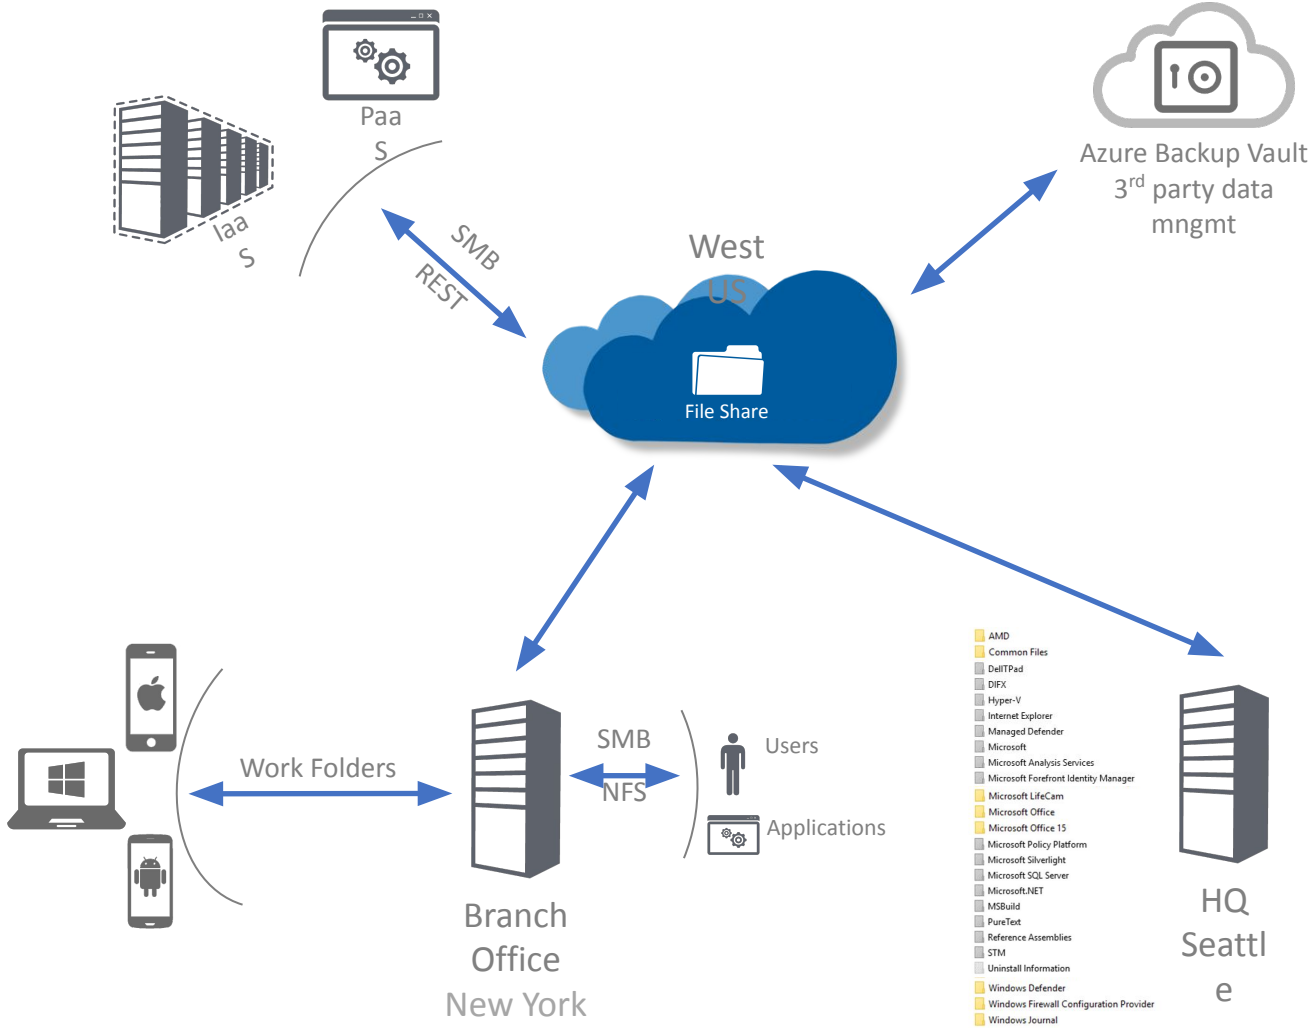 Paa
S
Iaa
S
SMB
REST
West
US
File Share
Azure Backup Vault
3rd party data
mngmt
Work Folders
SMB
NFS
Users
Applications
Branch
Office
New York
AMD
Common Files
DellTPad
DIFX
Hyper-V
Internet Explorer
Managed Defender
Microsoft
Microsoft Analysis Services
Microsoft Forefront Identity Manager
Microsoft LifeCam
Microsoft Office
Microsoft Office 15
Microsoft Policy Platform
Microsoft Silverlight
Microsoft SQL Server
Microsoft.NET
MSBuild
PureText
Reference Assemblies
STM
Uninstall Information
Windows Defender
Windows Firewall Configuration Provider
Windows Journal
HQ
Seattl
e